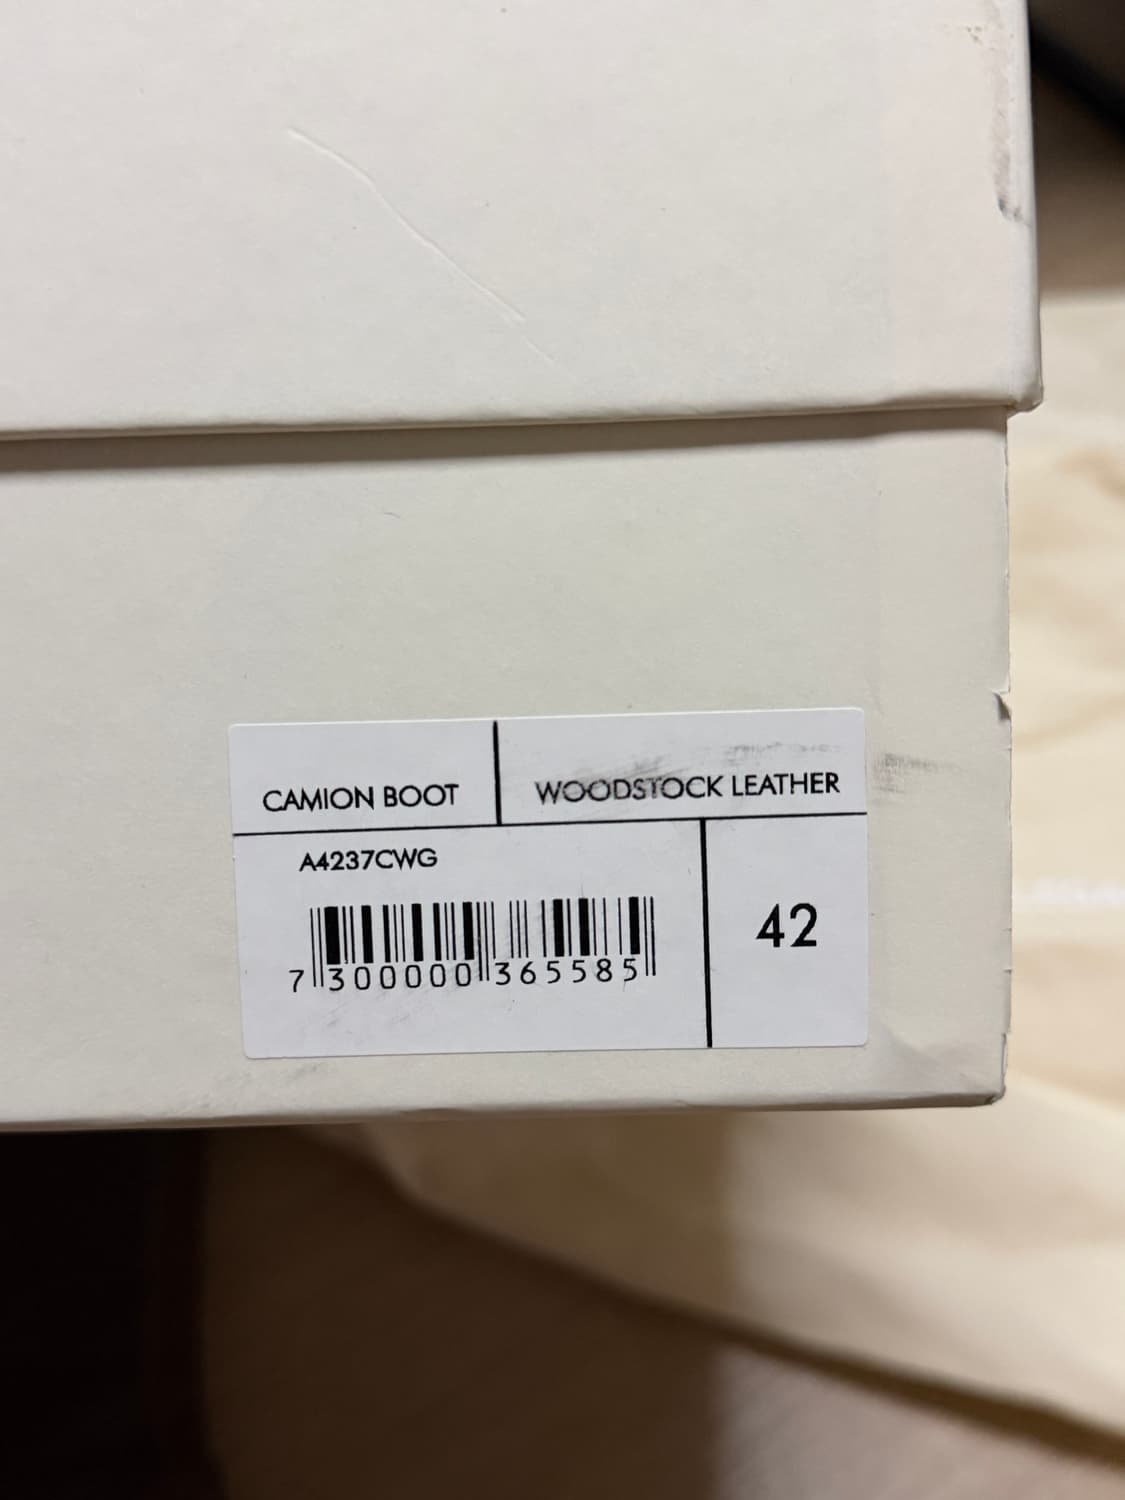 CAMION BOOT
WOODSTOCK LEATHER
A4237CWG
7 300000 365585
42